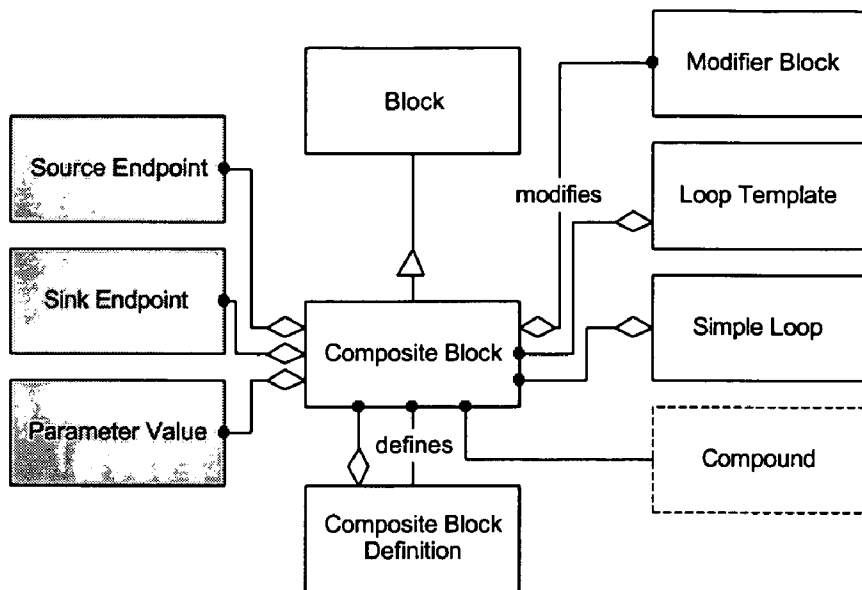 Modifier Block
Block
Source Endpoint
modifies
Loop Template
Sink Endpoint
Composite Block
Simple Loop
Parameter Value
defines
Compound
Composite Block
Definition